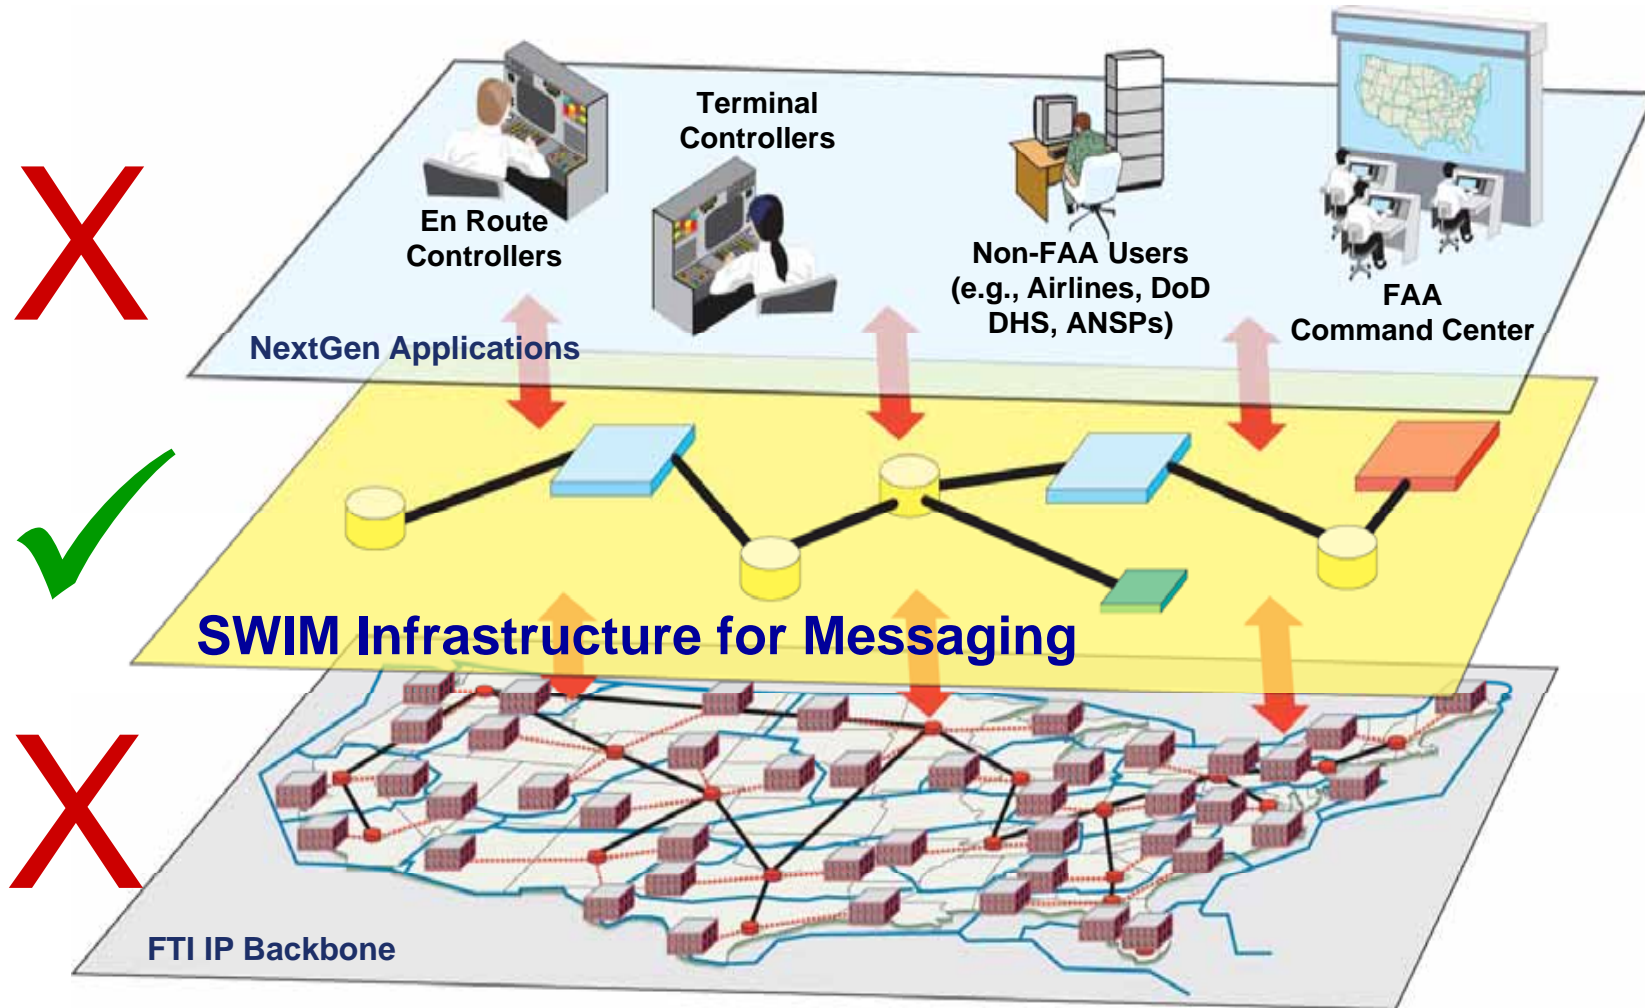 Terminal
Controllers
En Route
Controllers
Non-FAA Users
(e.g., Airlines, DoD
DHS, ANSPs)
FAA
Command Center
NextGen Applications
SWIM Infrastructure for Messaging
FTI IP Backbone